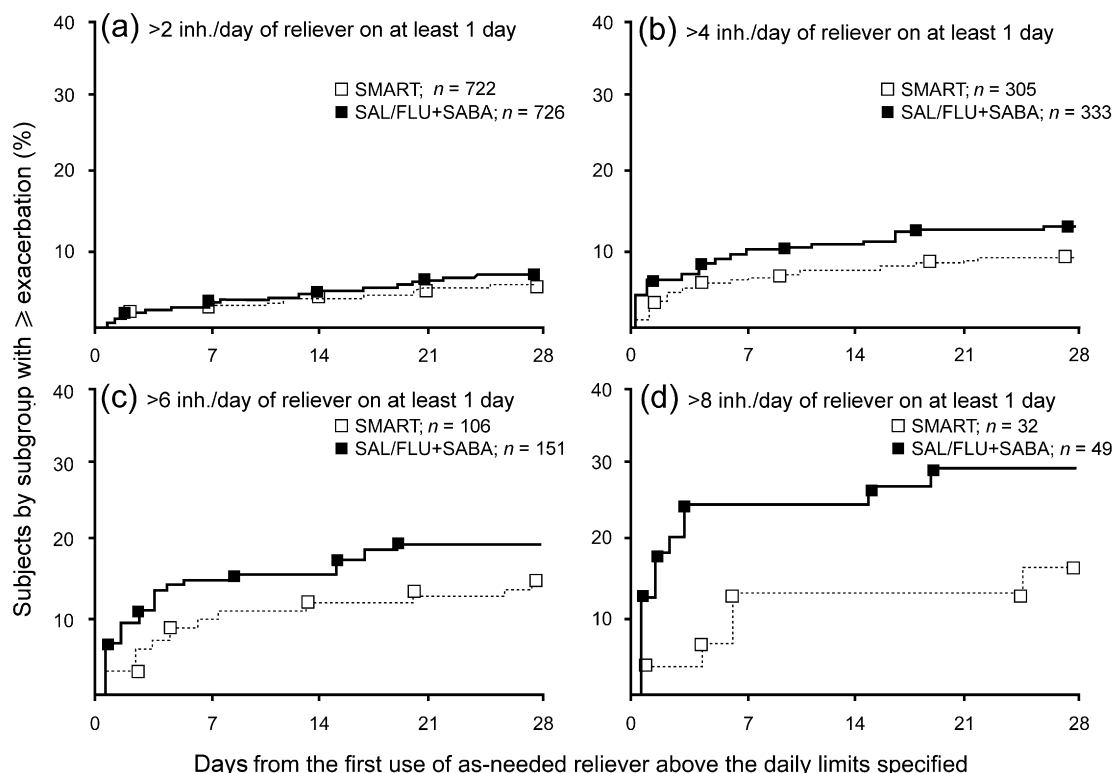 (a) >2 inh./day of reliever on at least 1 day
SMART; n = 722
SAL/FLU+SABA; n = 726
40
30
20
10
0 7 14 21 28
(b) >4 inh./day of reliever on at least 1 day
SMART; n = 305
SAL/FLU+SABA; n = 333
40
30
20
10
0 7 14 21 28
(c) >6 inh./day of reliever on at least 1 day
SMART; n = 106
SAL/FLU+SABA; n = 151
40
30
20
10
0 7 14 21 28
(d) >8 inh./day of reliever on at least 1 day
SMART; n = 32
SAL/FLU+SABA; n = 49
40
30
20
10
0 7 14 21 28
Subjects by subgroup with ⩾ exacerbation (%)
Days from the first use of as-needed reliever above the daily limits specified